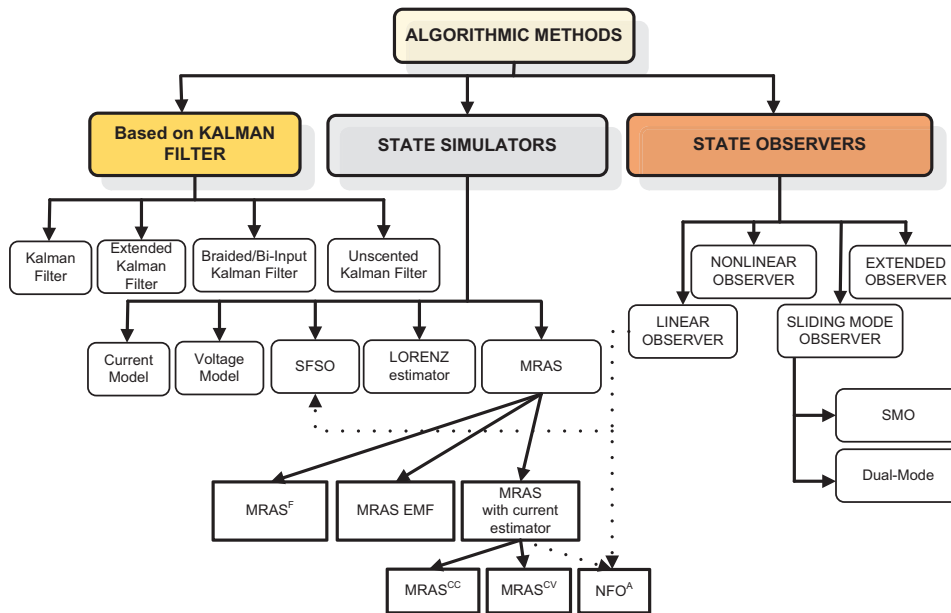 ALGORITHMIC METHODS
Based on KALMAN
FILTER
STATE SIMULATORS
STATE OBSERVERS
Kalman
Filter
Extended
Kalman
Filter
Braided/Bi-Input
Kalman Filter
Unscented
Kalman Filter
NONLINEAR
OBSERVER
EXTENDED
OBSERVER
LINEAR
OBSERVER
SLIDING MODE
OBSERVER
Current
Model
Voltage
Model
SFSO
LORENZ
estimator
MRAS
SMO
Dual-Mode
MRAS^F
MRAS EMF
MRAS
with current
estimator
MRAS^CC
MRAS^CV
NFO^A